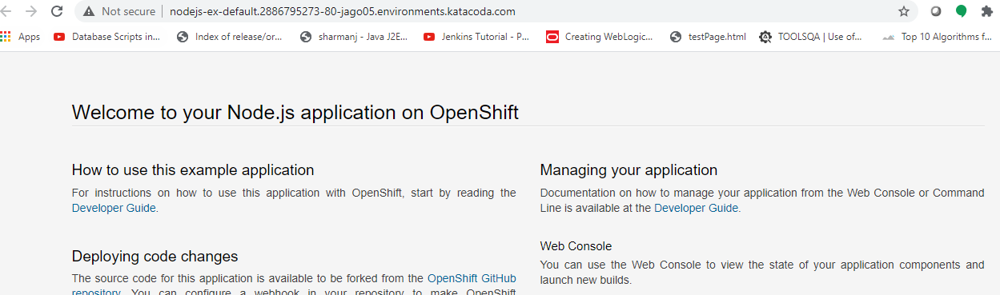 Not secure nodejs-ex-default.2886795273-80-jago05.environments.katacoda.com
Apps Database Scripts in... Index of release/or... sharmanj - Java J2E... Jenkins Tutorial - P... Creating WebLogic... testPage.html TOOLSQA | Use of... Top 10 Algorithms f...
Welcome to your Node.js application on OpenShift
How to use this example application
For instructions on how to use this application with OpenShift, start by reading the
Developer Guide.
Deploying code changes
The source code for this application is available to be forked from the OpenShift GitHub
repository. You can configure a webhook in your repository to make OpenShift
Managing your application
Documentation on how to manage your application from the Web Console or Command
Line is available at the Developer Guide.
Web Console
You can use the Web Console to view the state of your application components and
launch new builds.